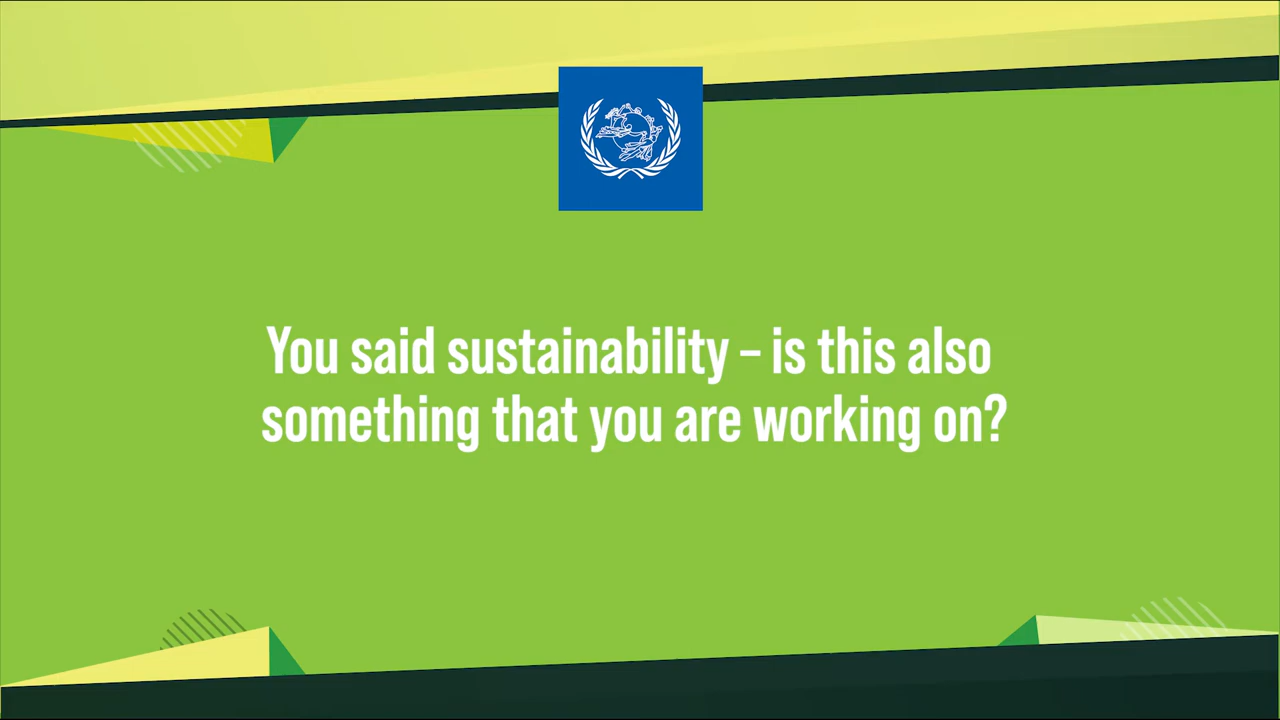 You said sustainability – is this also
something that you are working on?